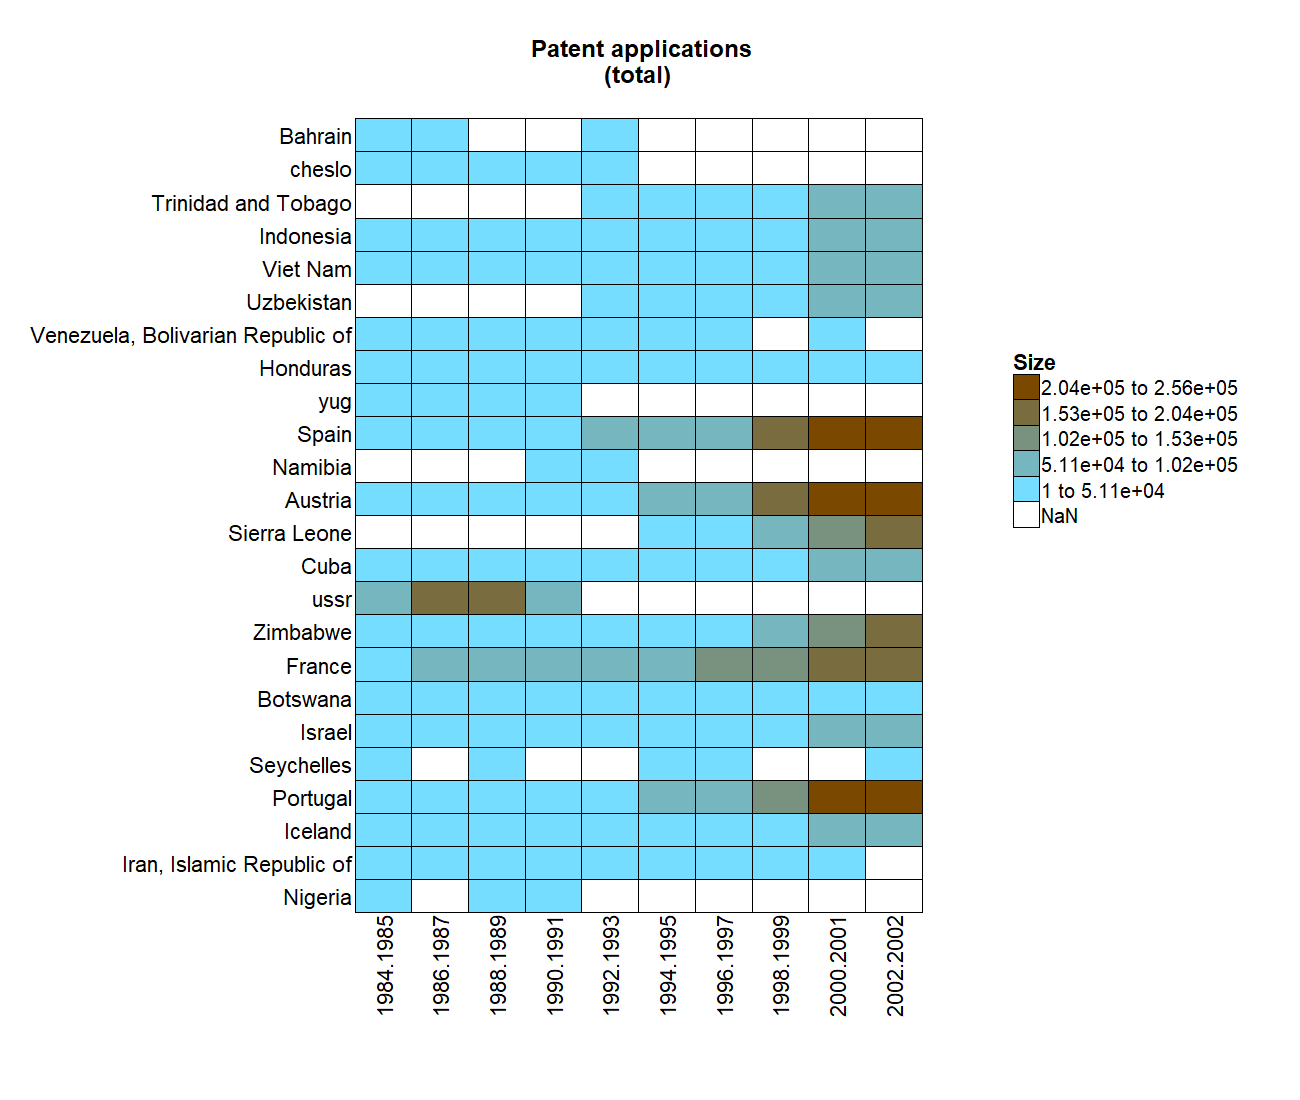 Patent applications
(total)
Bahrain
cheslo
Trinidad and Tobago
Indonesia
Viet Nam
Uzbekistan
Venezuela, Bolivarian Republic of
Honduras
yug
Spain
Namibia
Austria
Sierra Leone
Cuba
ussr
Zimbabwe
France
Botswana
Israel
Seychelles
Portugal
Iceland
Iran, Islamic Republic of
Nigeria
1984.1985
1986.1987
1988.1989
1990.1991
1992.1993
1994.1995
1996.1997
1998.1999
2000.2001
2002.2002
Size
2.04e+05 to 2.56e+05
1.53e+05 to 2.04e+05
1.02e+05 to 1.53e+05
5.11e+04 to 1.02e+05
1 to 5.11e+04
NaN